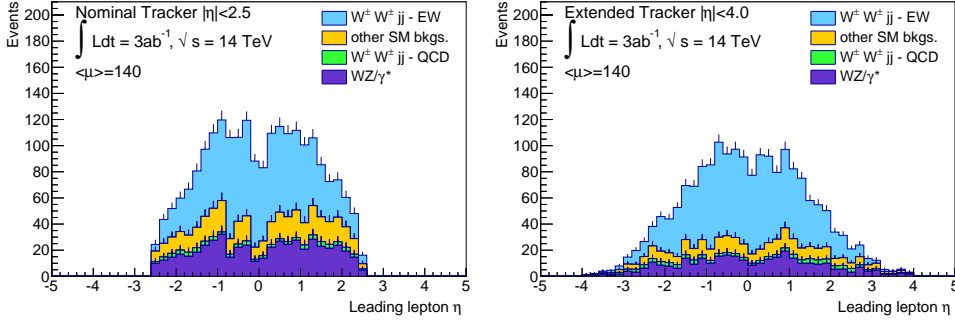 Events
Nominal Tracker |η|<2.5
∫ Ldt = 3ab⁻¹, √ s = 14 TeV
<μ>=140
W± W± jj - EW
other SM bkgs.
W± W± jj - QCD
WZ/γ*
200
180
160
140
120
100
80
60
40
20
0
-5 -4 -3 -2 -1 0 1 2 3 4 5
Leading lepton η
Events
Extended Tracker |η|<4.0
∫ Ldt = 3ab⁻¹, √ s = 14 TeV
<μ>=140
W± W± jj - EW
other SM bkgs.
W± W± jj - QCD
WZ/γ*
200
180
160
140
120
100
80
60
40
20
0
-5 -4 -3 -2 -1 0 1 2 3 4 5
Leading lepton η